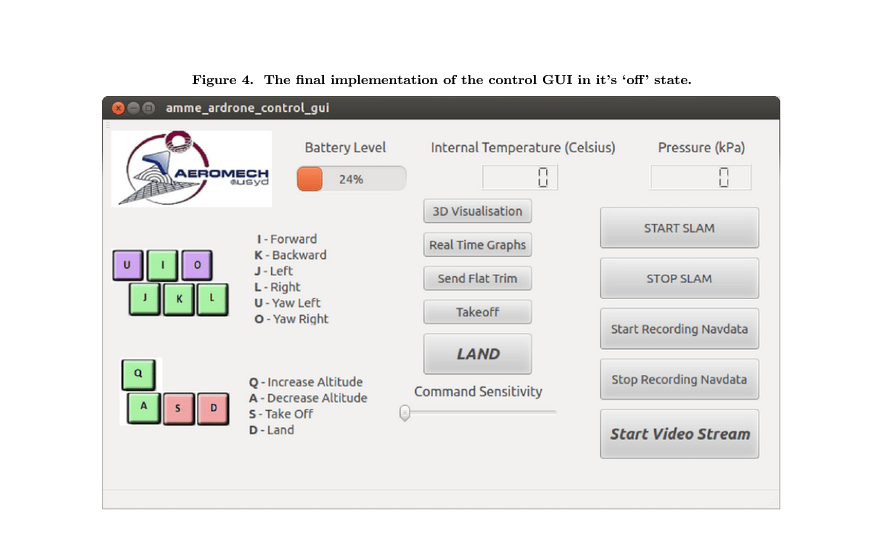 Figure 4. The final implementation of the control GUI in it's 'off' state.
amme_ardrone_control_gui
AEROMECH
@usyd
Battery Level
24%
Internal Temperature (Celsius)
0
Pressure (kPa)
0
U I O
J K L
I - Forward
K - Backward
J - Left
L - Right
U - Yaw Left
O - Yaw Right
Q
A S D
Q - Increase Altitude
A - Decrease Altitude
S - Take Off
D - Land
3D Visualisation
Real Time Graphs
Send Flat Trim
Takeoff
LAND
Command Sensitivity
START SLAM
STOP SLAM
Start Recording Navdata
Stop Recording Navdata
Start Video Stream